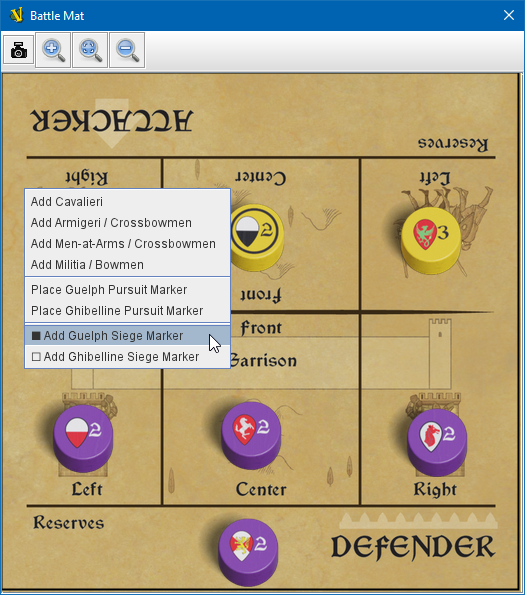 Battle Mat
ATTACKER
Reserves
Right
Center
Left
Add Cavalieri
Add Armigeri / Crossbowmen
Add Men-at-Arms / Crossbowmen
Add Militia / Bowmen
2
3
Place Guelph Pursuit Marker
Place Ghibelline Pursuit Marker
Front
■ Add Guelph Siege Marker
Front
□ Add Ghibelline Siege Marker
Garrison
2
2
2
Left
Center
Right
Reserves
2
DEFENDER